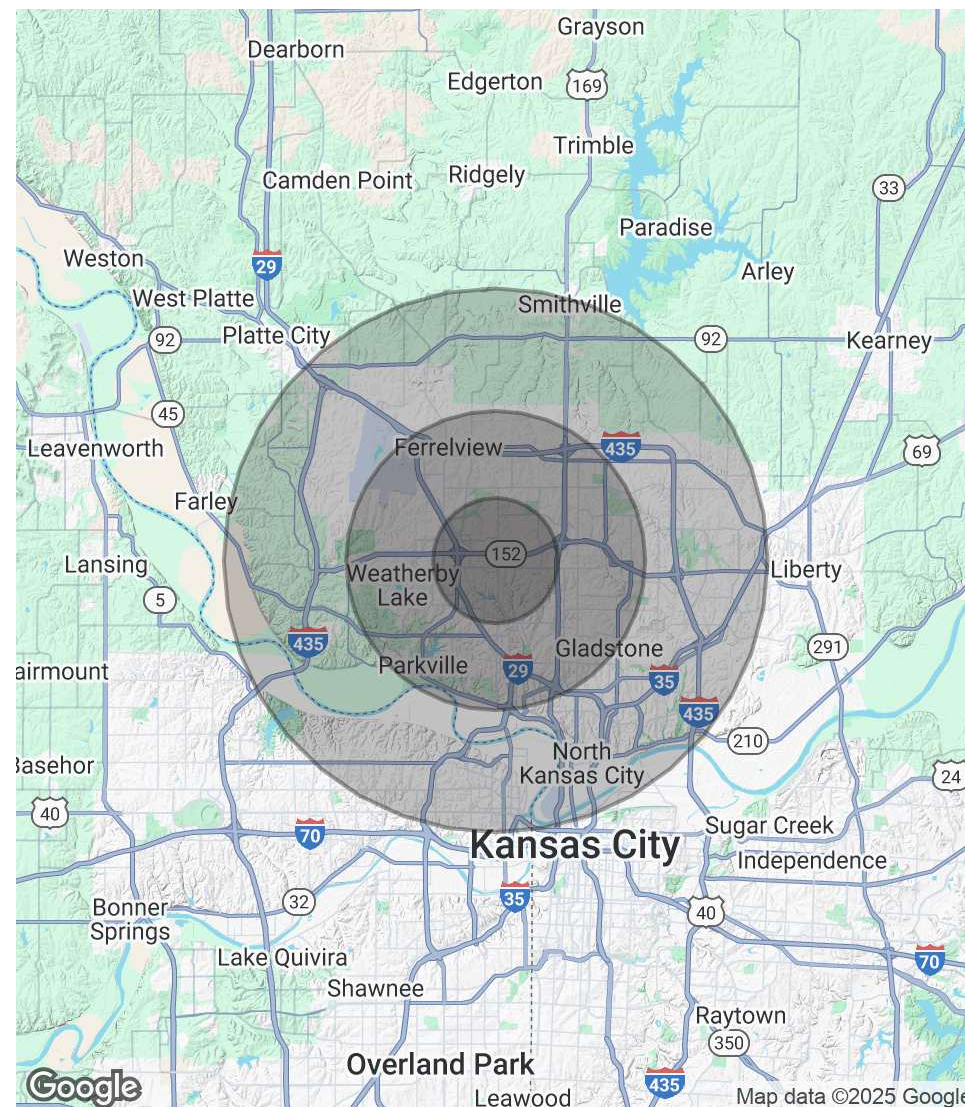 Grayson
Dearborn
Edgerton
169
Trimble
Camden Point
Ridgely
33
Paradise
Weston
29
Arley
West Platte
Smithville
Platte City
92
92
Kearney
45
Leavenworth
Ferrelview
435
69
Farley
152
Lansing
Weatherby
Lake
Liberty
5
435
Gladstone
291
airmount
Parkville
29
35
435
210
North
Kansas City
Basehor
24
40
70
Kansas City
Sugar Creek
Independence
35
32
40
Bonner
Springs
Lake Quivira
70
Shawnee
Raytown
350
Overland Park
435
Google
Leewood
Map data ©2025 Google